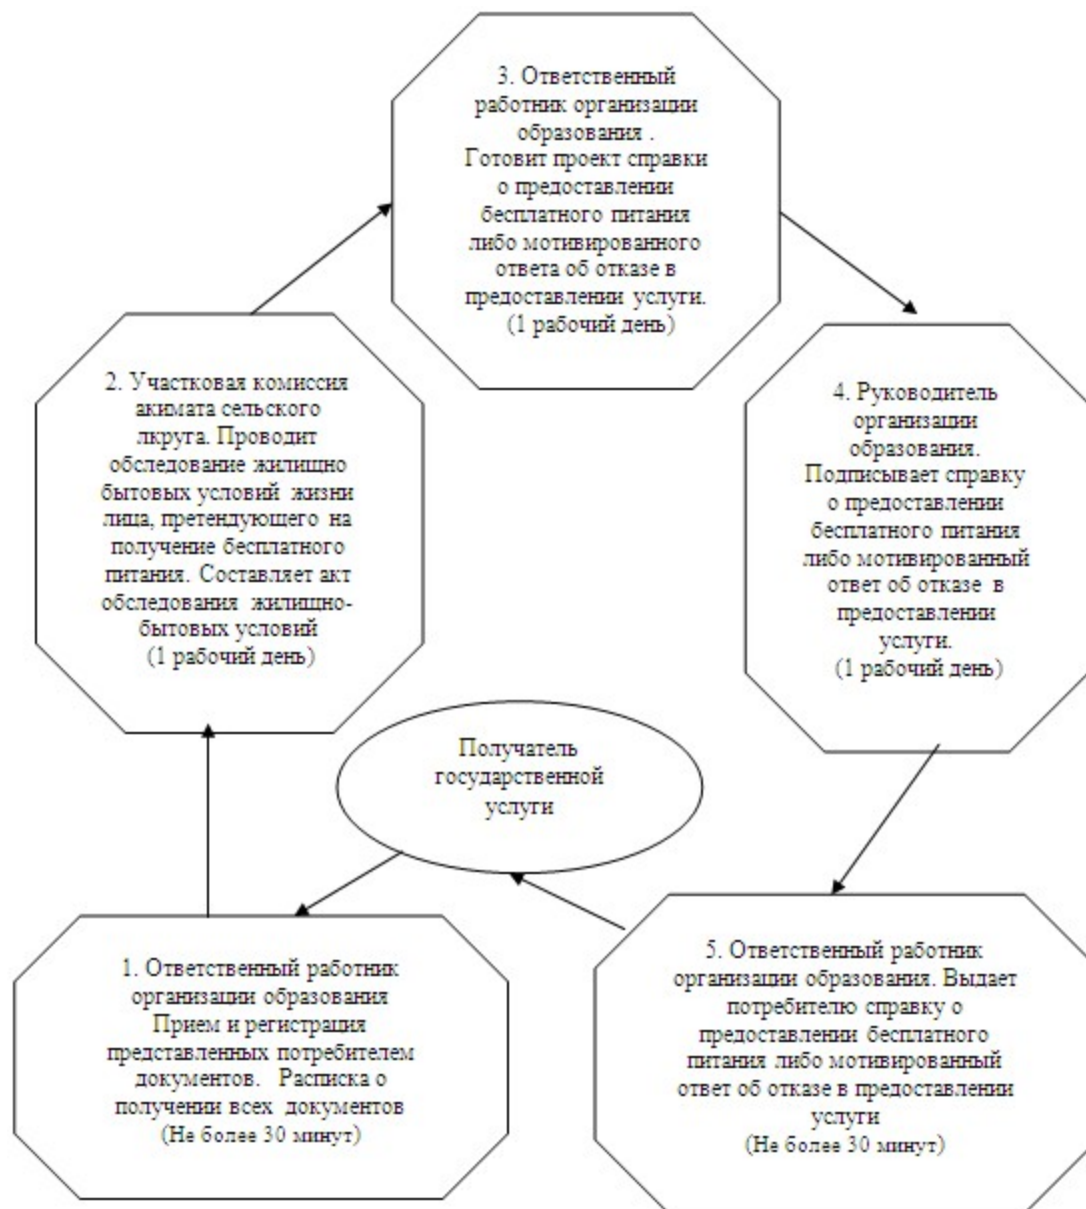 3. Ответственный
работник организации
образования .
Готовит проект справки
о предоставлении
бесплатного питания
либо мотивированного
ответа об отказе в
предоставлении услуги.
(1 рабочий день)
2. Участковая комиссия
акимата сельского
лкруга. Проводит
обследование жилищно
бытовых условий жизни
лица, претендующего на
получение бесплатного
питания. Составляет акт
обследования жилищно-
бытовых условий
(1 рабочий день)
4. Руководитель
организации
образования.
Подписывает справку
о предоставлении
бесплатного питания
либо мотивированный
ответ об отказе в
предоставлении
услуги.
(1 рабочий день)
Получатель
государственной
услуги
1. Ответственный работник
организации образования
Прием и регистрация
представленных потребителем
документов. Расписка о
получении всех документов
(Не более 30 минут)
5. Ответственный работник
организации образования. Выдает
потребителю справку о
предоставлении бесплатного
питания либо мотивированный
ответ об отказе в предоставлении
услуги
(Не более 30 минут)